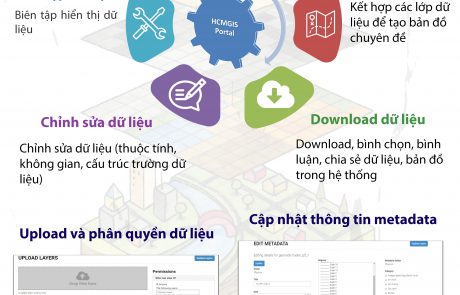 Biên tập hiển thị dữ
liệu
HCMGIS
Portal
Kết hợp các lớp dữ
liệu để tạo bản đồ
chuyên đề
Chỉnh sửa dữ liệu
Chỉnh sửa dữ liệu (thuộc tính,
không gian, cấu trúc trường dữ
liệu)
Download dữ liệu
Download, bình chọn, bình
luận, chia sẻ dữ liệu, bản đồ
trong hệ thống
Upload và phân quyền dữ liệu
Cập nhật thông tin metadata
UPLOAD LAYERS
Permissions
EDIT METADATA